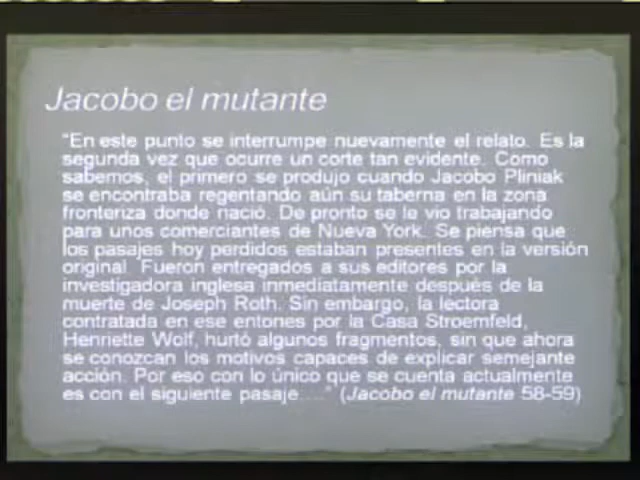 Jacobo el mutante
“En este punto se interrumpe nuevamente el relato. Es la
segunda vez que ocurre un corte tan evidente. Como
sabemos, el primero se produjo cuando Jacobo Pliniak
se encontraba regentando aún su taberna en la zona
fronteriza donde nació. De pronto se le vio trabajando
para unos comerciantes de Nueva York. Se piensa que
los pasajes hoy perdidos estaban presentes en la versión
original. Fueron entregados a sus editores por la
investigadora inglesa inmediatamente después de la
muerte de Joseph Roth. Sin embargo, la lectora
contratada en ese entones por la Casa Stroemfeld,
Henriette Wolf, hurtó algunos fragmentos, sin que ahora
se conozcan los motivos capaces de explicar semejante
acción. Por eso con lo único que se cuenta actualmente
es con el siguiente pasaje....” (Jacobo el mutante 58-59)